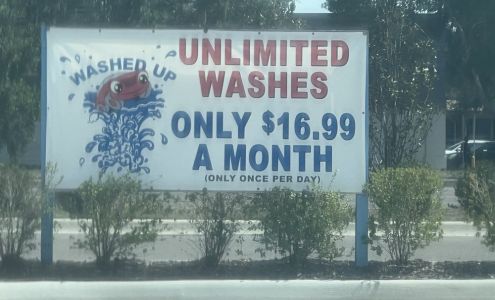 WASHED UP
UNLIMITED
WASHES
ONLY $16.99
A MONTH
(ONLY ONCE PER DAY)